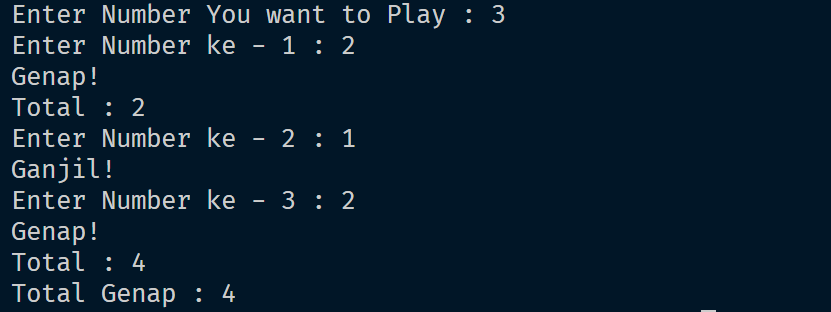 Enter Number You want to Play : 3
Enter Number ke - 1 : 2
Genap!
Total : 2
Enter Number ke - 2 : 1
Ganjil!
Enter Number ke - 3 : 2
Genap!
Total : 4
Total Genap : 4